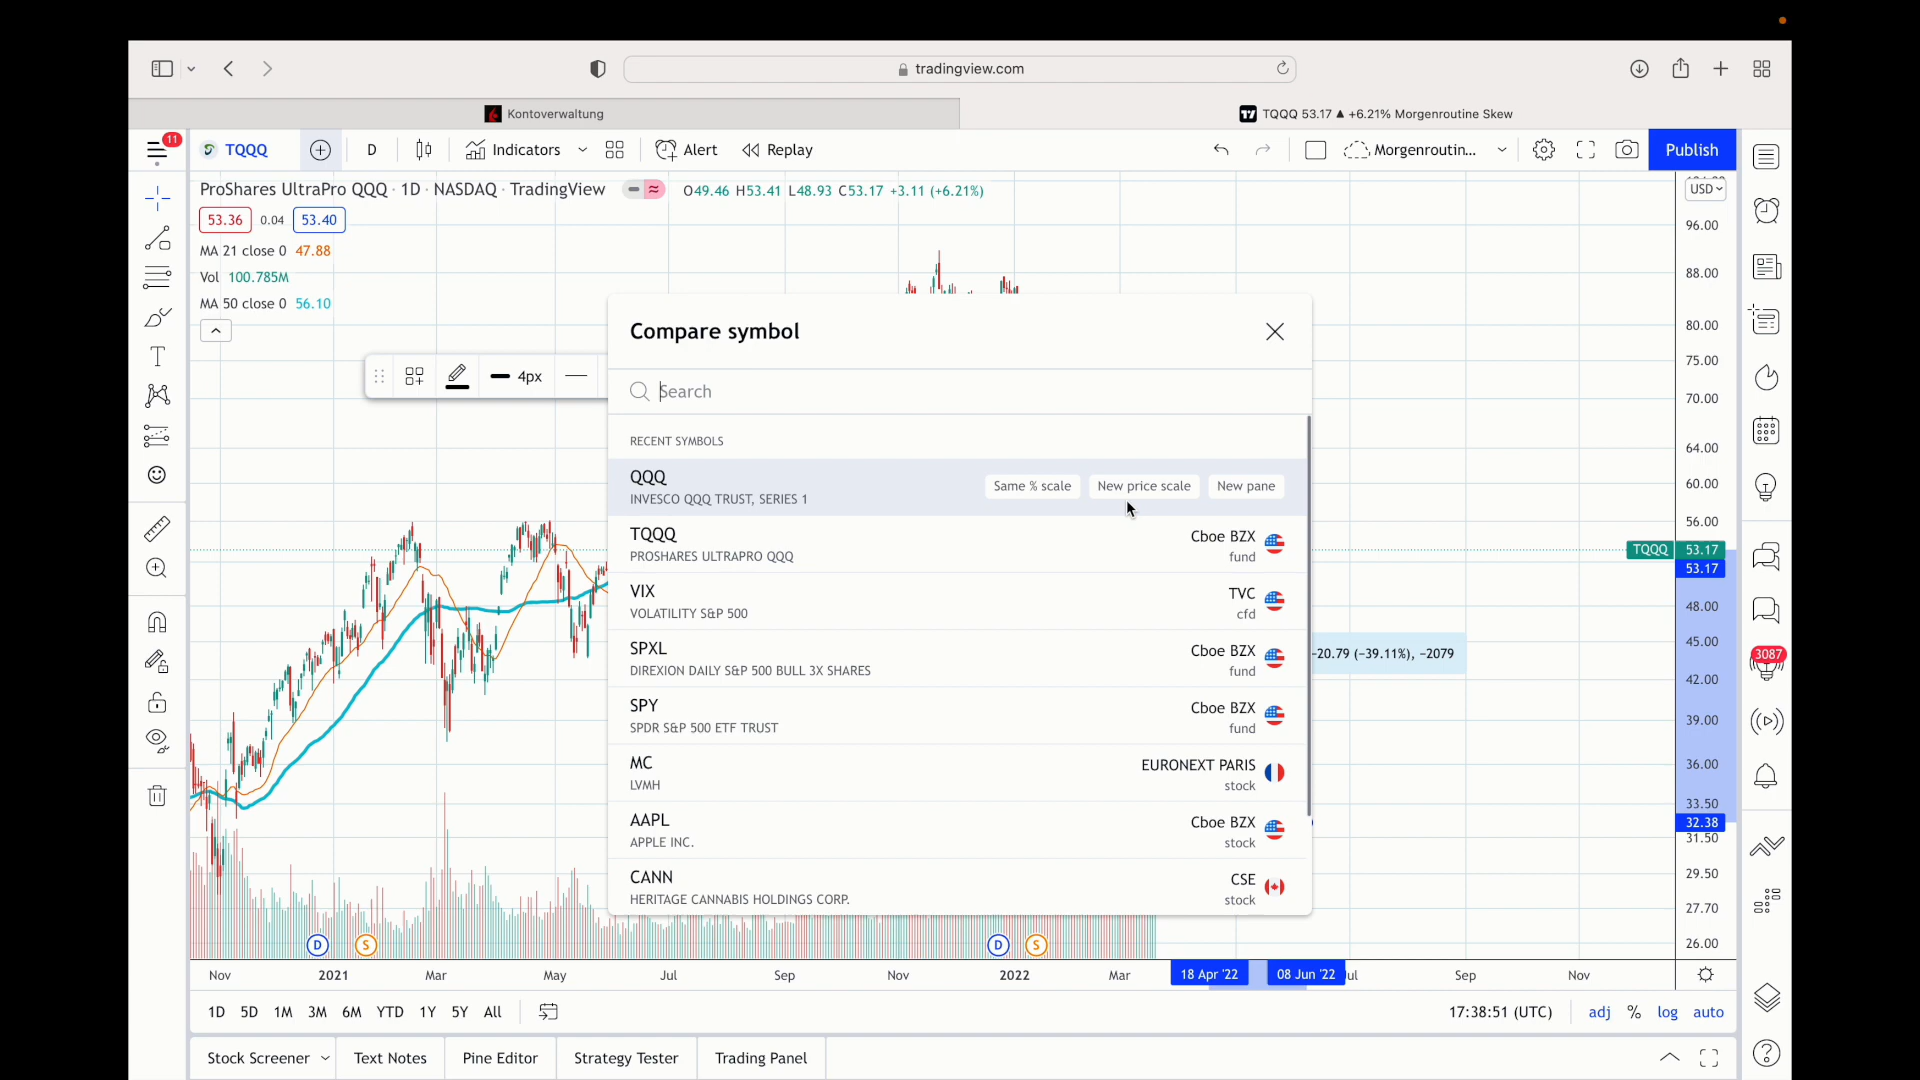 tradingview.com
Kontoverwaltung
TQQQ 53.17 ▲ +6.21% Morgenroutine Skew
11
TQQQ
D
Indicators
Alert
Replay
Morgenroutin...
Publish
ProShares UltraPro QQQ · 1D · NASDAQ · TradingView
O49.46 H53.41 L48.93 C53.17 +3.11 (+6.21%)
USD
53.36 0.04 53.40
MA 21 close 0 47.88
Vol 100.785M
MA 50 close 0 56.10
4px
Compare symbol
Search
RECENT SYMBOLS
QQQ
INVESCO QQQ TRUST, SERIES 1
Same % scale
New price scale
New pane
TQQQ
PROSHARES ULTRAPRO QQQ
Cboe BZX
fund
VIX
VOLATILITY S&P 500
TVC
cfd
SPXL
DIREXION DAILY S&P 500 BULL 3X SHARES
Cboe BZX
fund
SPY
SPDR S&P 500 ETF TRUST
Cboe BZX
fund
MC
LVMH
EURONEXT PARIS
stock
AAPL
APPLE INC.
Cboe BZX
stock
CANN
HERITAGE CANNABIS HOLDINGS CORP.
CSE
stock
−20.79 (−39.11%), −2079
96.00
88.00
80.00
75.00
70.00
64.00
60.00
56.00
TQQQ 53.17
53.17
48.00
45.00
42.00
39.00
36.00
33.50
32.38
31.50
29.50
27.70
26.00
3087
D
S
D
S
Nov
2021
Mar
May
Jul
Sep
Nov
2022
Mar
18 Apr '22
08 Jun '22
ul
Sep
Nov
1D
5D
1M
3M
6M
YTD
1Y
5Y
All
17:38:51 (UTC)
adj
%
log
auto
Stock Screener
Text Notes
Pine Editor
Strategy Tester
Trading Panel